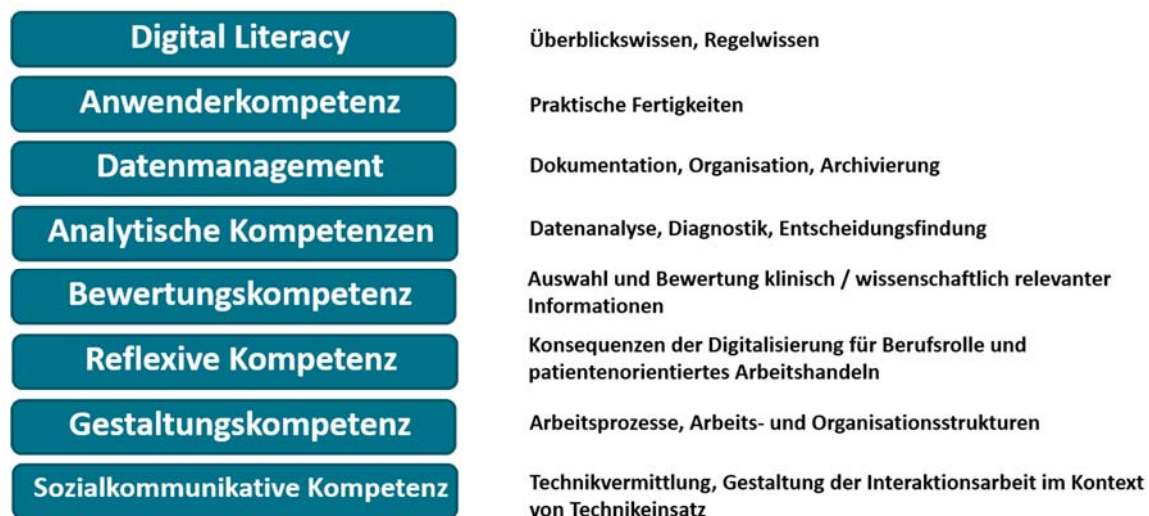 Digital Literacy
Überblickswissen, Regelwissen
Anwenderkompetenz
Praktische Fertigkeiten
Datenmanagement
Dokumentation, Organisation, Archivierung
Analytische Kompetenzen
Datenanalyse, Diagnostik, Entscheidungsfindung
Bewertungskompetenz
Auswahl und Bewertung klinisch / wissenschaftlich relevanter
Informationen
Reflexive Kompetenz
Konsequenzen der Digitalisierung für Berufsrolle und
patientenorientiertes Arbeitshandeln
Gestaltungskompetenz
Arbeitsprozesse, Arbeits- und Organisationsstrukturen
Sozialkommunikative Kompetenz
Technikvermittlung, Gestaltung der Interaktionsarbeit im Kontext
von Technikeinsatz